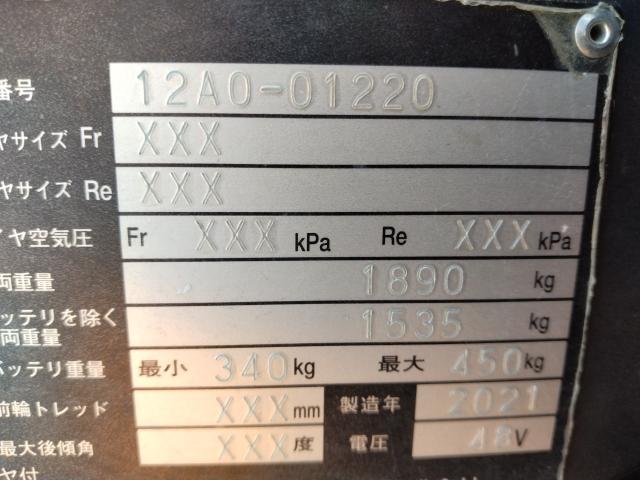 番号 12A0-01220
ヤサイズ Fr XXX
ヤサイズ Re XXX
イヤ空気圧 Fr XXX kPa Re XXX kPa
両重量 1890 kg
ッテリを除く 1535 kg
両重量
バッテリ重量 最小 340 kg 最大 450 kg
前輪トレッド XXX mm 製造年 2021
最大後傾角 XXX 度 電圧 48 V
ヤ付